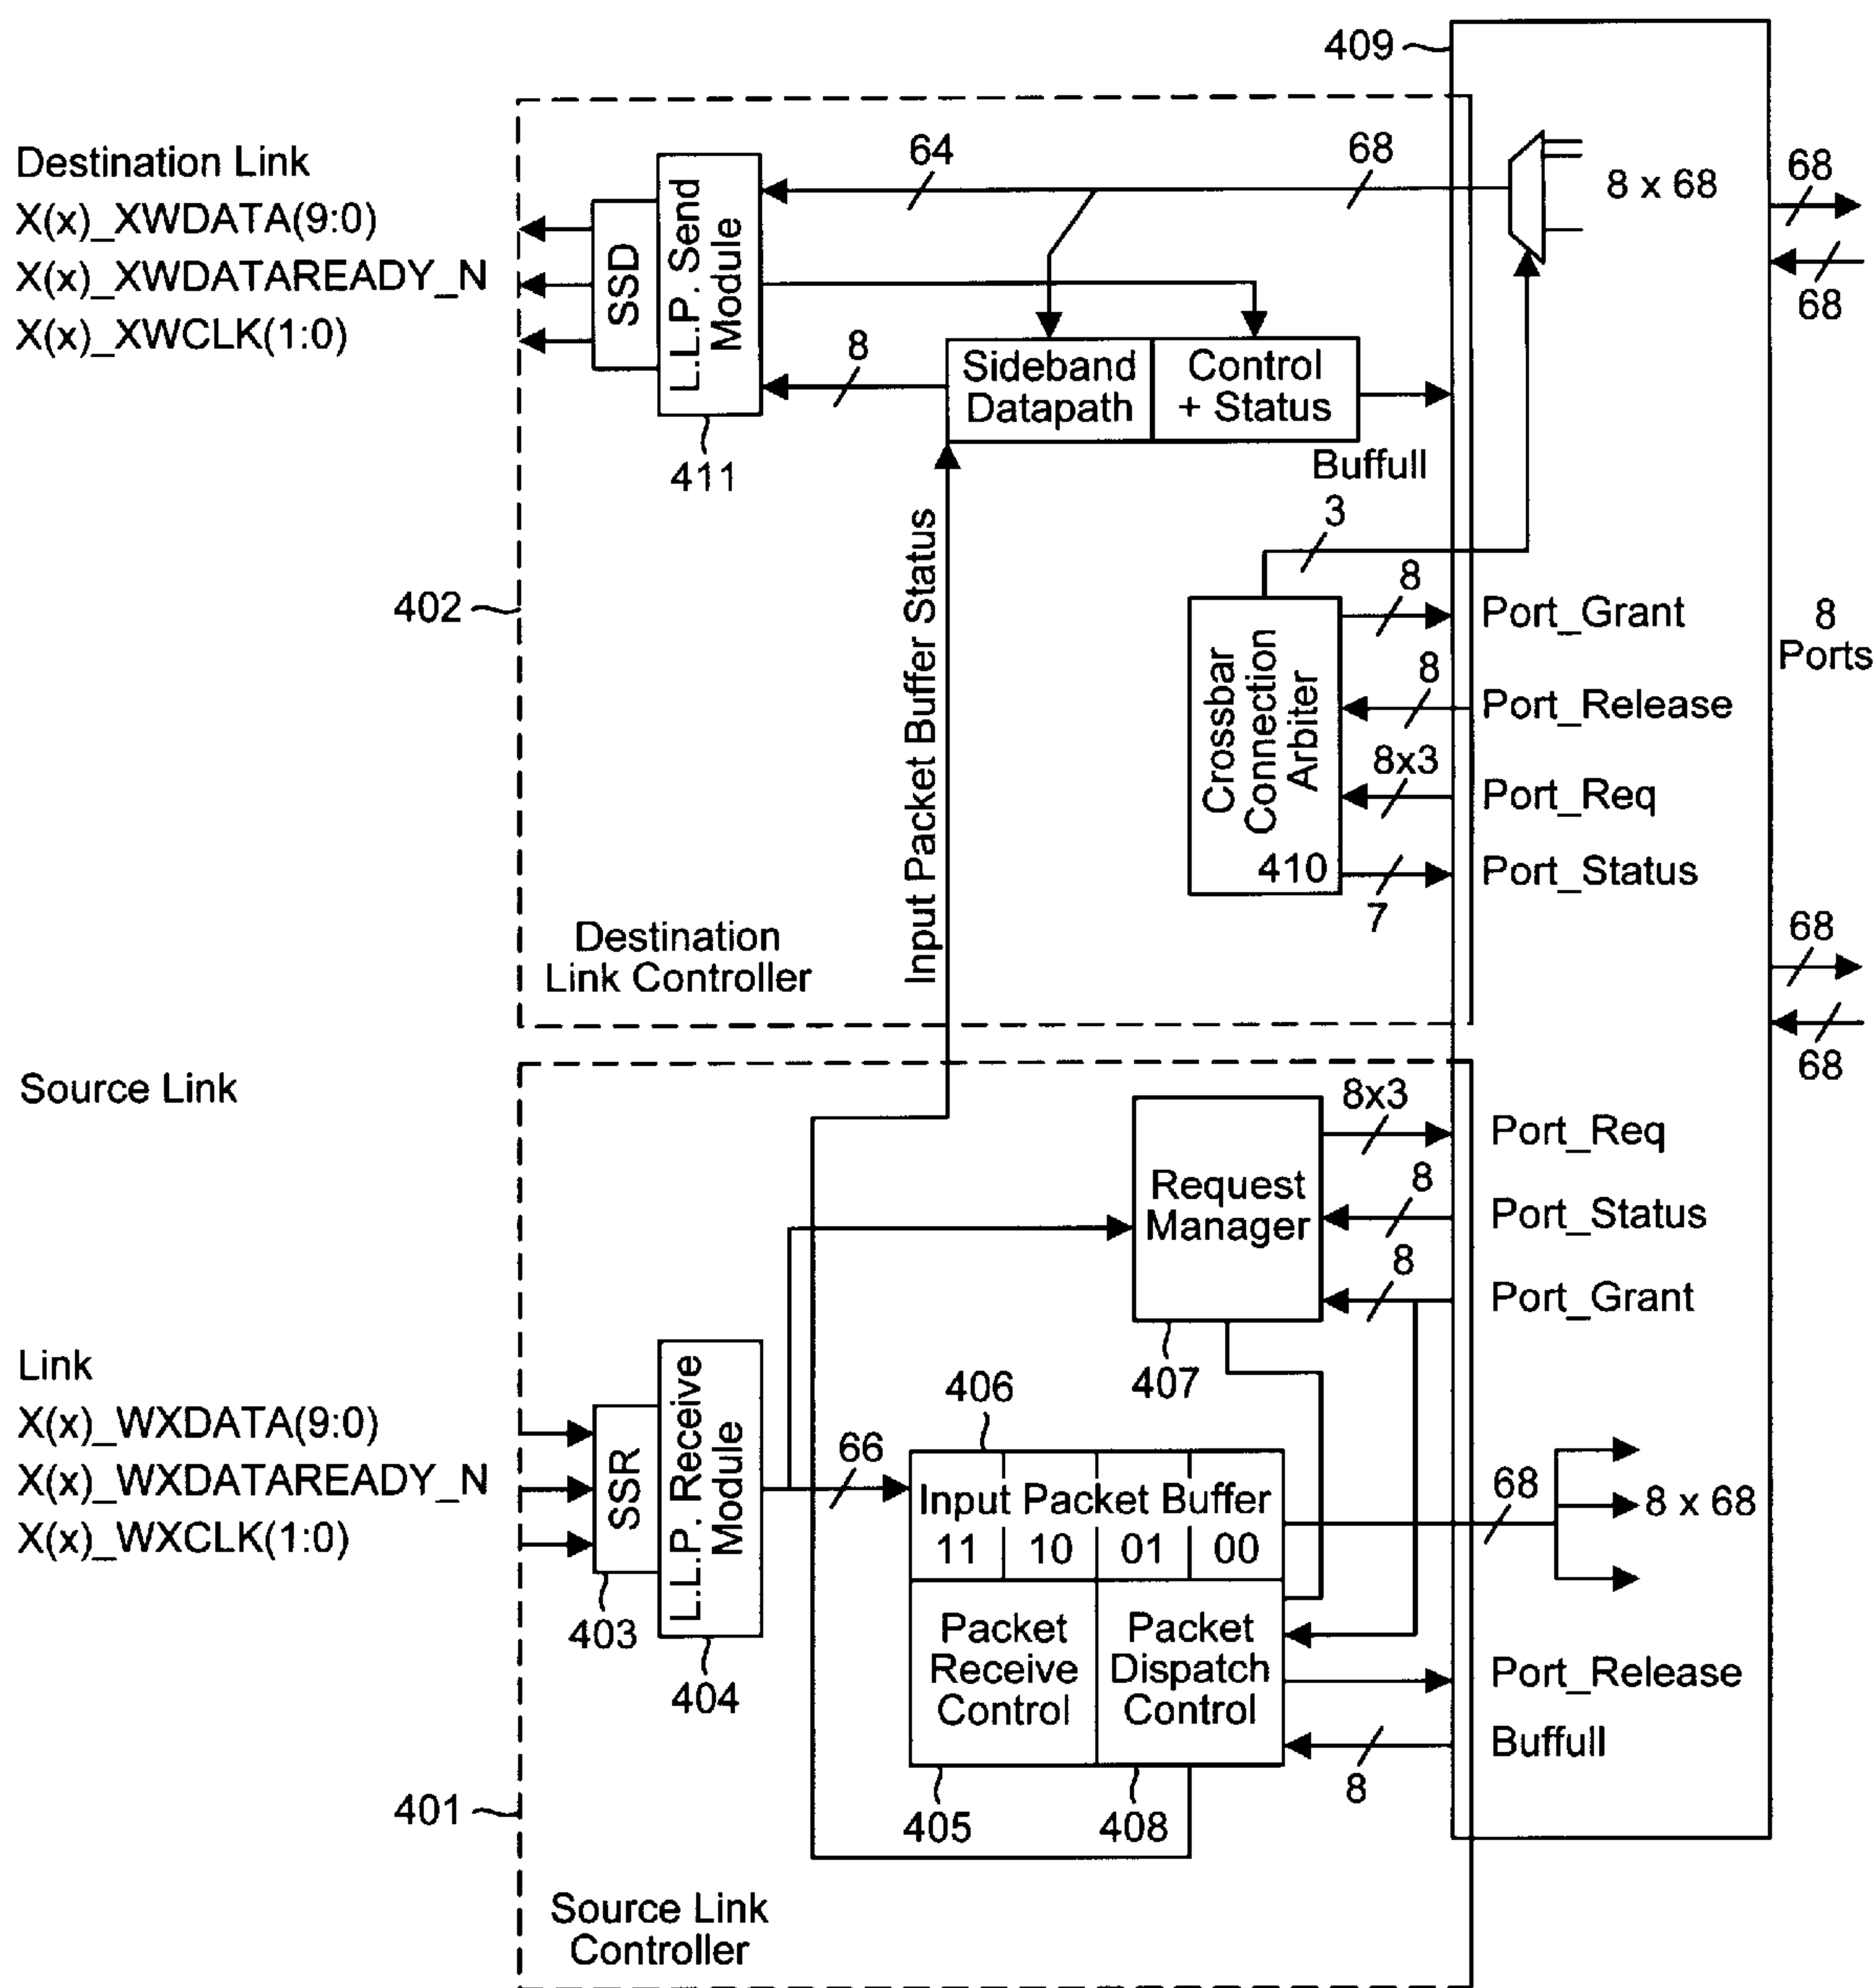 409
Destination Link
X(x)_XWDATA(9:0)
X(x)_XWDATAREADY_N
X(x)_XWCLK(1:0)
SSD
L.L.P. Send
Module
411
64
68
8 x 68
68
68
8
Sideband
Datapath
Control
+ Status
Buffull
3
402
Input Packet Buffer Status
Crossbar
Connection
Arbiter
410
8
Port_Grant
8
Port_Release
8x3
Port_Req
7
Port_Status
8
Ports
Destination
Link Controller
68
68
Source Link
8x3
Port_Req
Request
Manager
8
Port_Status
8
Port_Grant
407
Link
X(x)_WXDATA(9:0)
X(x)_WXDATAREADY_N
X(x)_WXCLK(1:0)
SSR
403
L.L.P. Receive
Module
404
66
406
Input Packet Buffer
11 10 01 00
68
8 x 68
Packet
Receive
Control
405
Packet
Dispatch
Control
408
Port_Release
8
Buffull
401
Source Link
Controller